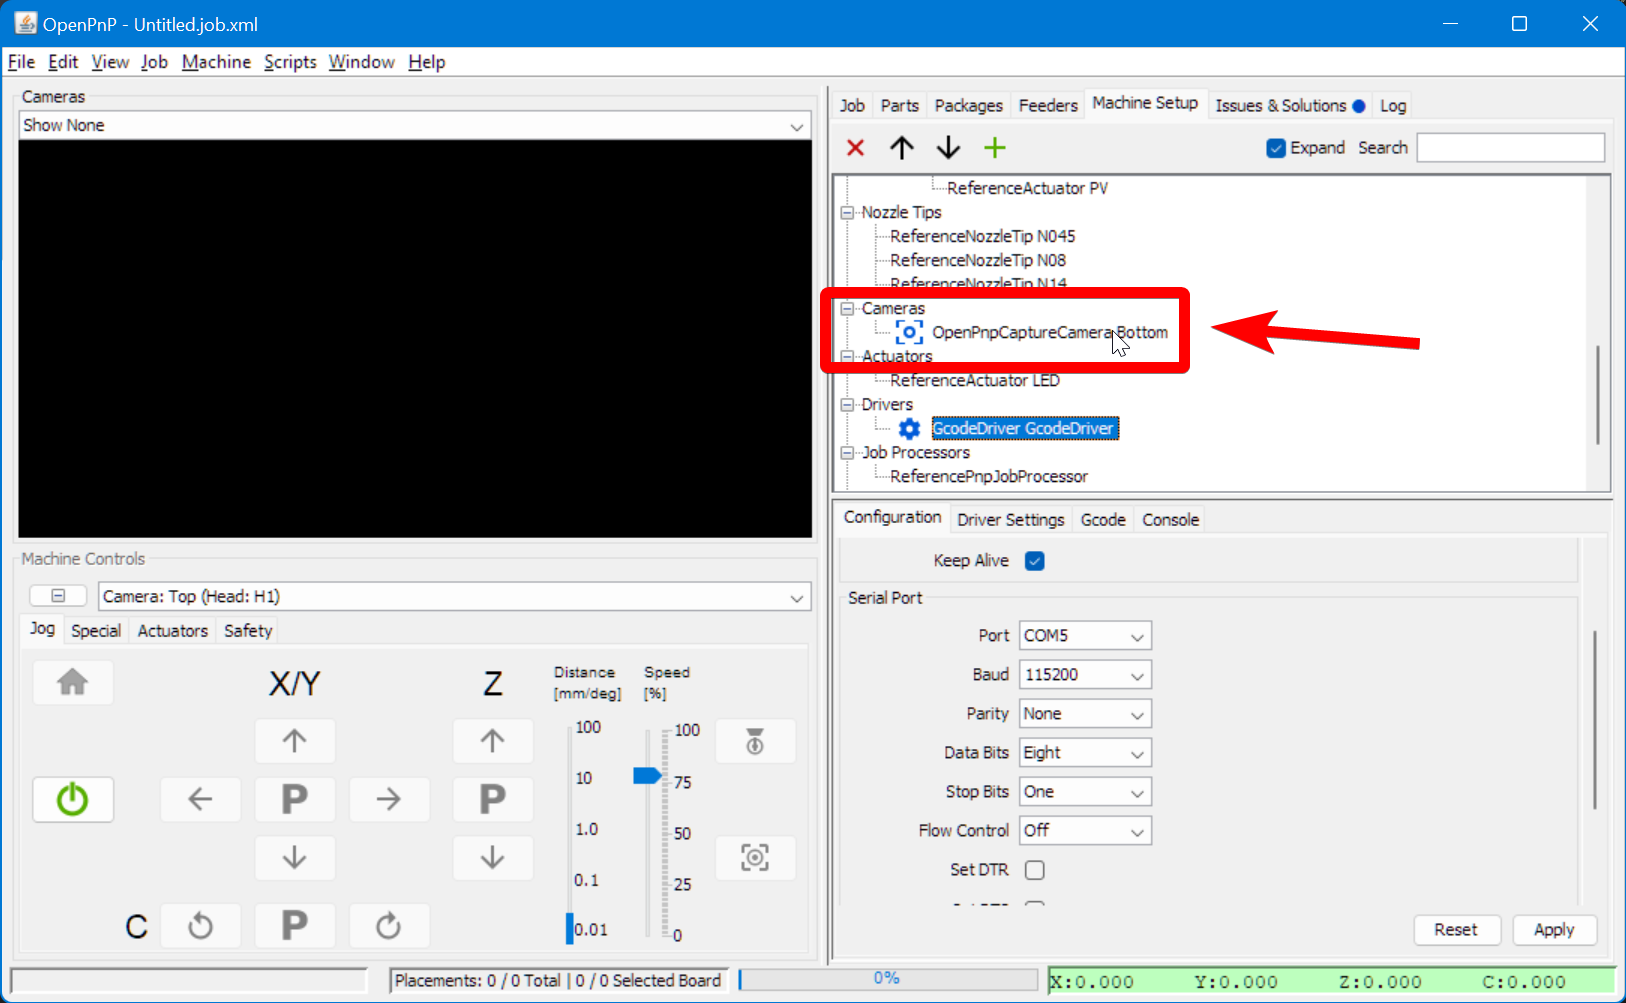 OpenPnP - Untitled.job.xml
File Edit View Job Machine Scripts Window Help
Cameras
Show None
Machine Controls
Camera: Top (Head: H1)
Jog Special Actuators Safety
X/Y
Z
Distance
[mm/deg]
Speed
[%]
100
10
1.0
0.1
0.01
100
75
50
25
0
P
P
C
P
Job Parts Packages Feeders Machine Setup Issues & Solutions Log
Expand Search
ReferenceActuator PV
Nozzle Tips
ReferenceNozzleTip N045
ReferenceNozzleTip N08
ReferenceNozzleTip N14
Cameras
OpenPnpCaptureCamera Bottom
Actuators
ReferenceActuator LED
Drivers
GcodeDriver GcodeDriver
Job Processors
ReferencePnpJobProcessor
Configuration Driver Settings Gcode Console
Keep Alive
Serial Port
Port COM5
Baud 115200
Parity None
Data Bits Eight
Stop Bits One
Flow Control Off
Set DTR
Reset Apply
Placements: 0 / 0 Total | 0 / 0 Selected Board
0%
X:0.000 Y:0.000 Z:0.000 C:0.000